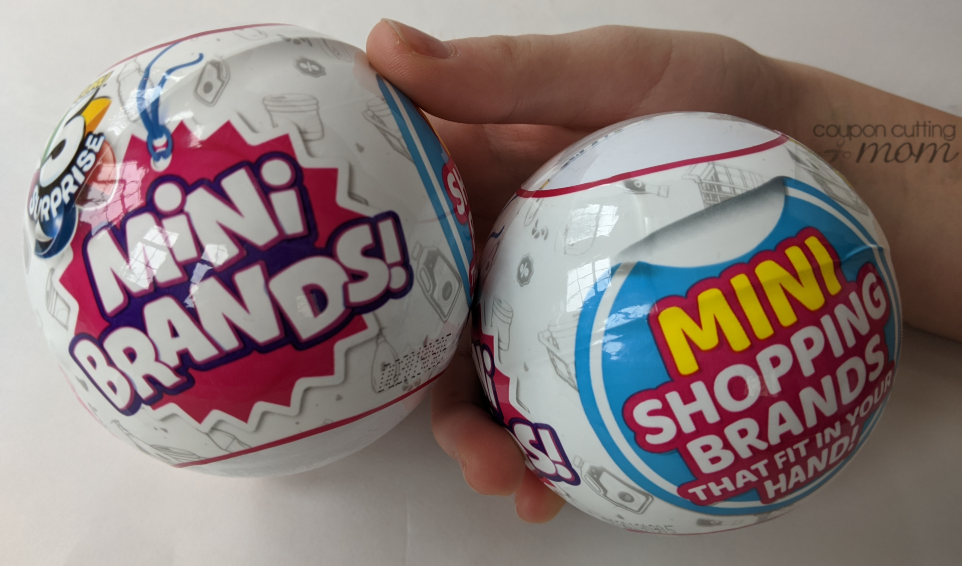 5
SURPRISE
MINI
BRANDS!
coupon cutting
mom
MINI
SHOPPING
BRANDS
THAT FIT IN YOUR
HAND!
S!